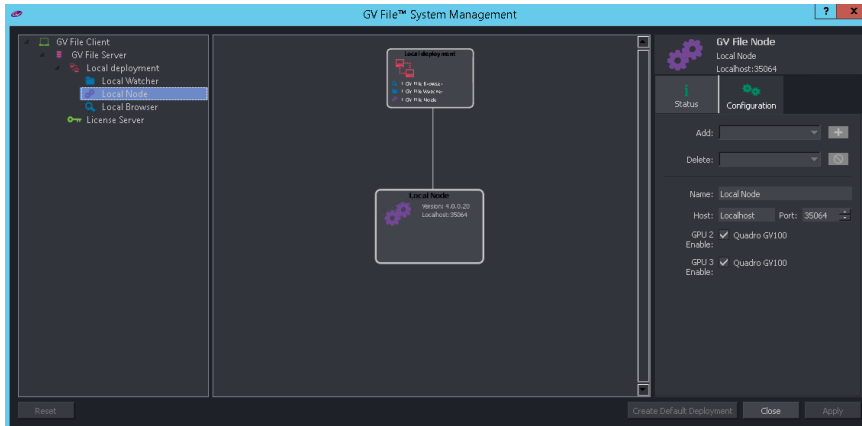 GV File™ System Management
? x
GV File Client
GV File Server
Local deployment
Local Watcher
Local Node
Local Browser
License Server
Local deployment
1 GV File Browser
1 GV File Watcher
1 GV File Node
Local Node
Version: 4.0.0.20
Localhost:35064
GV File Node
Local Node
Localhost:35064
Status
Configuration
Add:
Delete:
Name: Local Node
Host: Localhost Port: 35064
GPU 2 Quadro GV100
Enable:
GPU 3 Quadro GV100
Enable:
Reset
Create Default Deployment
Close
Apply